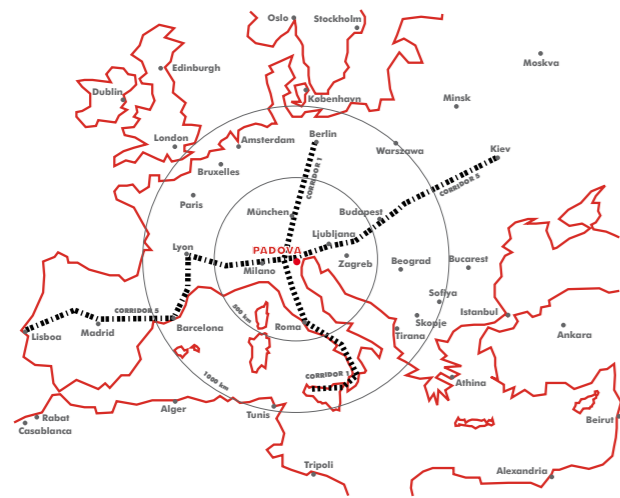 Oslo
Stockholm
Moskva
Edinburgh
Dublin
København
Minsk
London
Amsterdam
Berlin
Warszawa
Kiev
Bruxelles
CORRIDOR 1
CORRIDOR 5
Paris
München
Budapest
Lyon
PADOVA
Ljubljana
Milano
Zagreb
Beograd
Bucarest
500 km
Sofiya
CORRIDOR 5
Lisboa
Madrid
Barcelona
Roma
Skopje
Tirana
Istanbul
Ankara
1000 km
CORRIDOR 1
Athina
Rabat
Casablanca
Alger
Tunis
Beirut
Tripoli
Alexandria